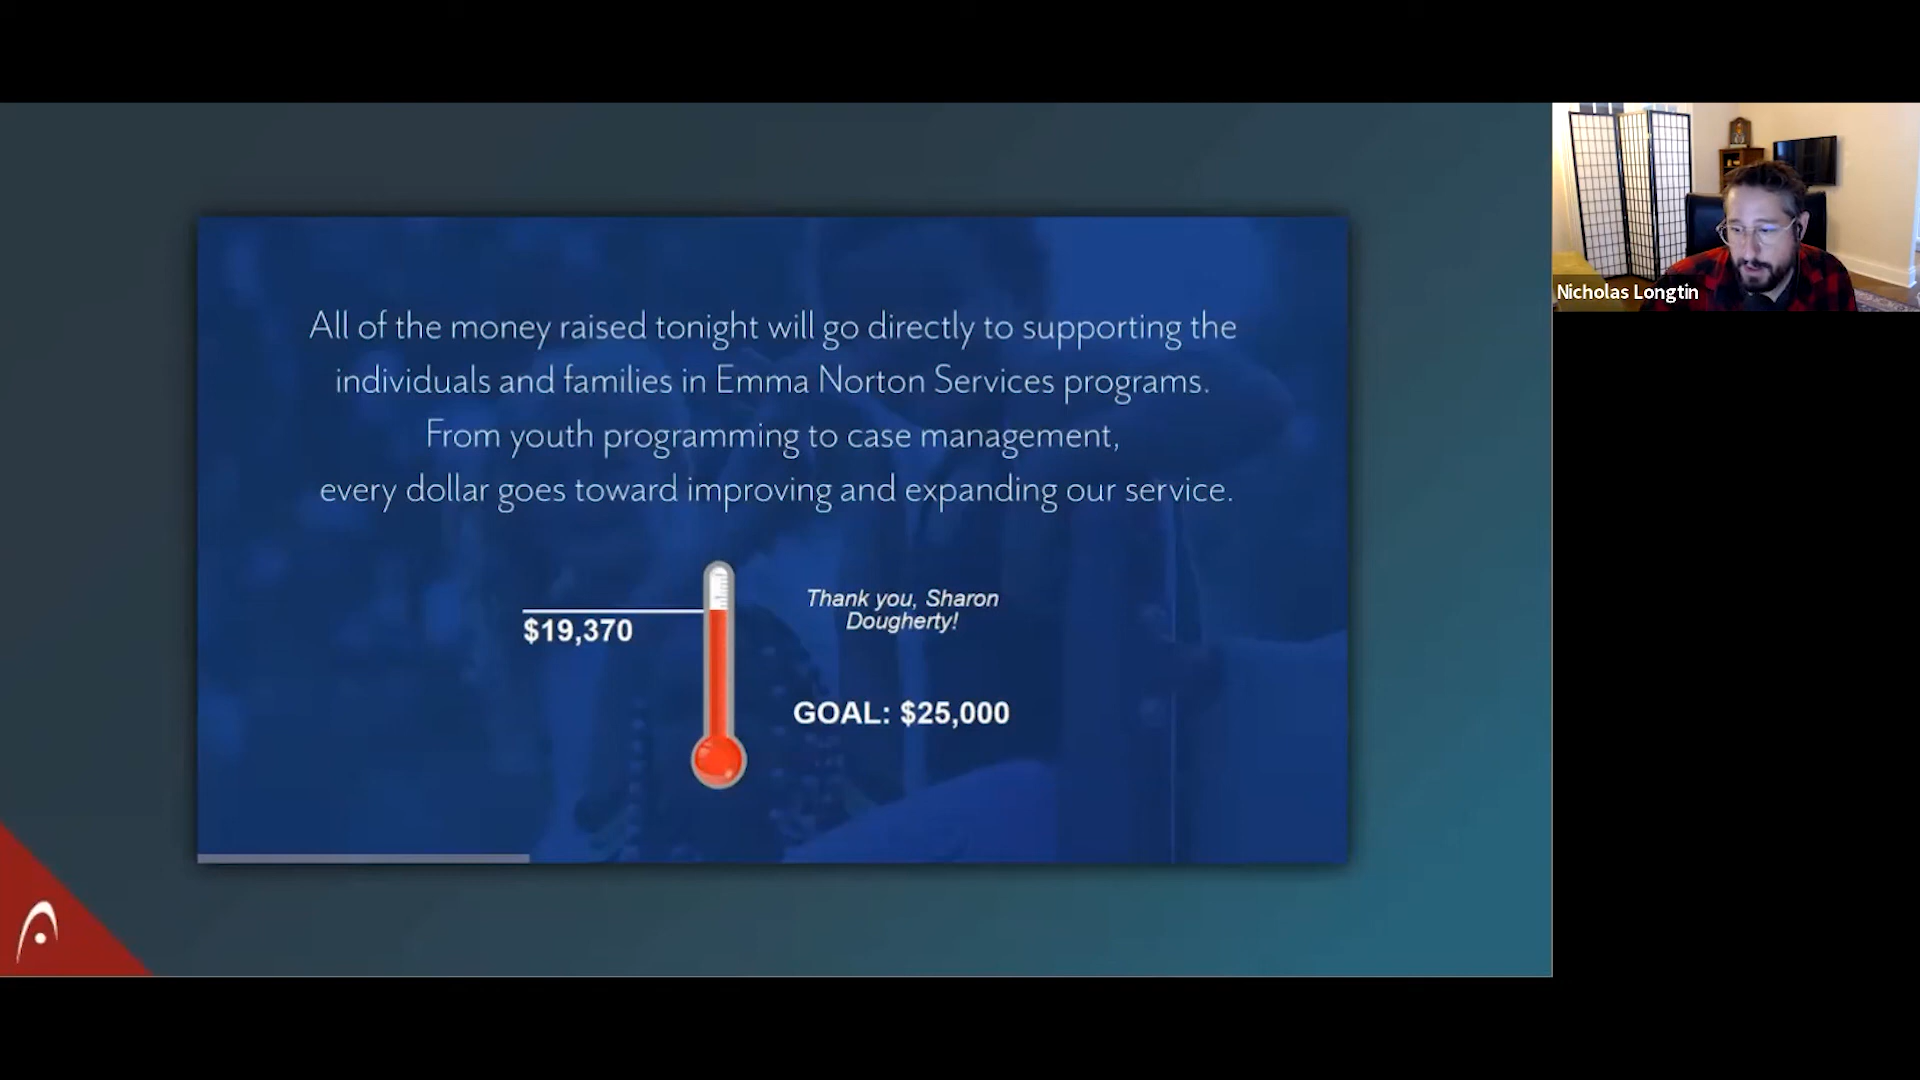 All of the money raised tonight will go directly to supporting the
individuals and families in Emma Norton Services programs.
From youth programming to case management,
every dollar goes toward improving and expanding our service.
$19,370
Thank you, Sharon
Dougherty!
GOAL: $25,000
Nicholas Longtin